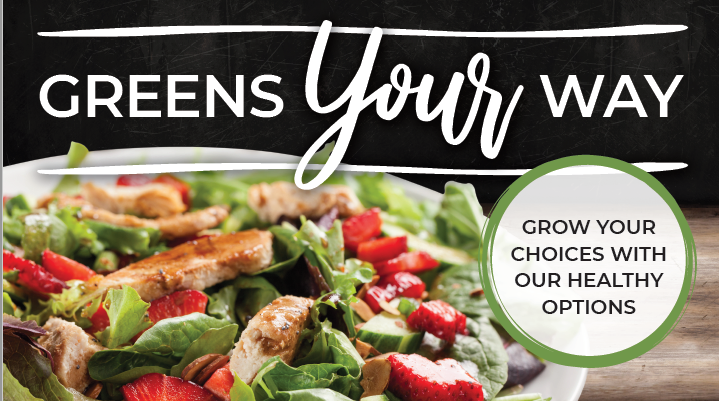 GREENS Your WAY
GROW YOUR
CHOICES WITH
OUR HEALTHY
OPTIONS